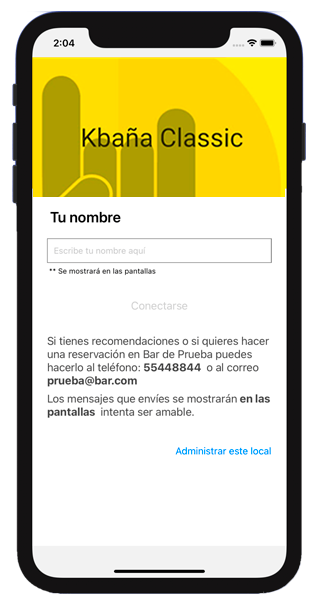 2:04
Kbaña Classic
Tu nombre
Escribe tu nombre aquí
** Se mostrará en las pantallas
Conectarse
Si tienes recomendaciones o si quieres hacer
una reservación en Bar de Prueba puedes
hacerlo al teléfono: 55448844 o al correo
prueba@bar.com
Los mensajes que envíes se mostrarán en las
pantallas intenta ser amable.
Administrar este local